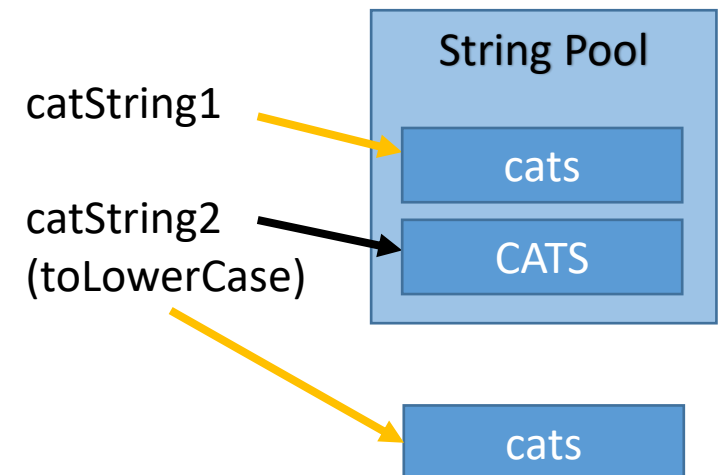 String Pool
catString1
cats
catString2
(toLowerCase)
CATS
cats